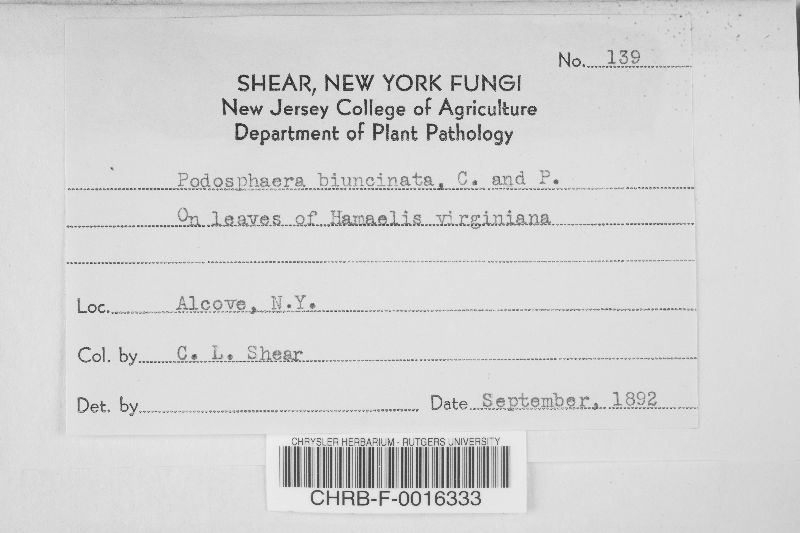 No. 139
SHEAR, NEW YORK FUNGI
New Jersey College of Agriculture
Department of Plant Pathology
Podosphaera biuncinata, C. and P.
On leaves of Hamaelis virginiana
Loc. Alcove, N.Y.
Col. by C. L. Shear
Det. by
Date September, 1892
CHRYSLER HERBARIUM - RUTGERS UNIVERSITY
CHRB-F-0016333